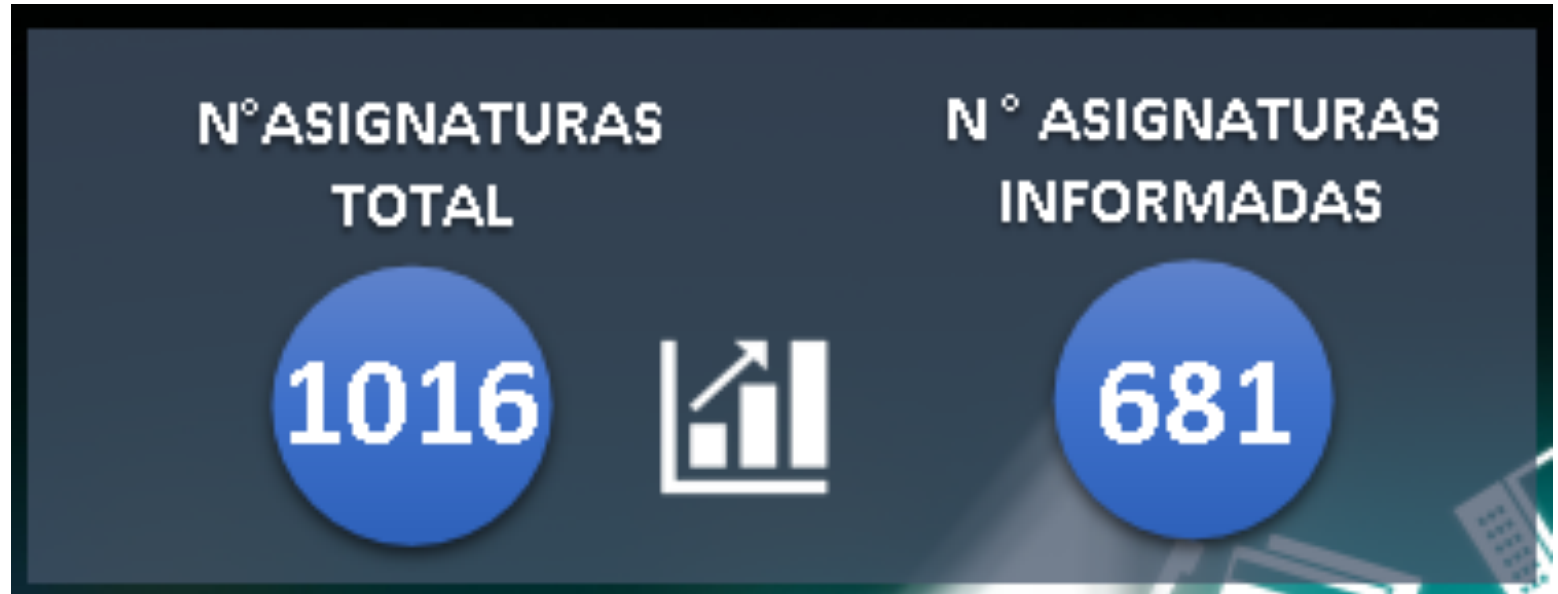 N°ASIGNATURAS
TOTAL
1016
N° ASIGNATURAS
INFORMADAS
681